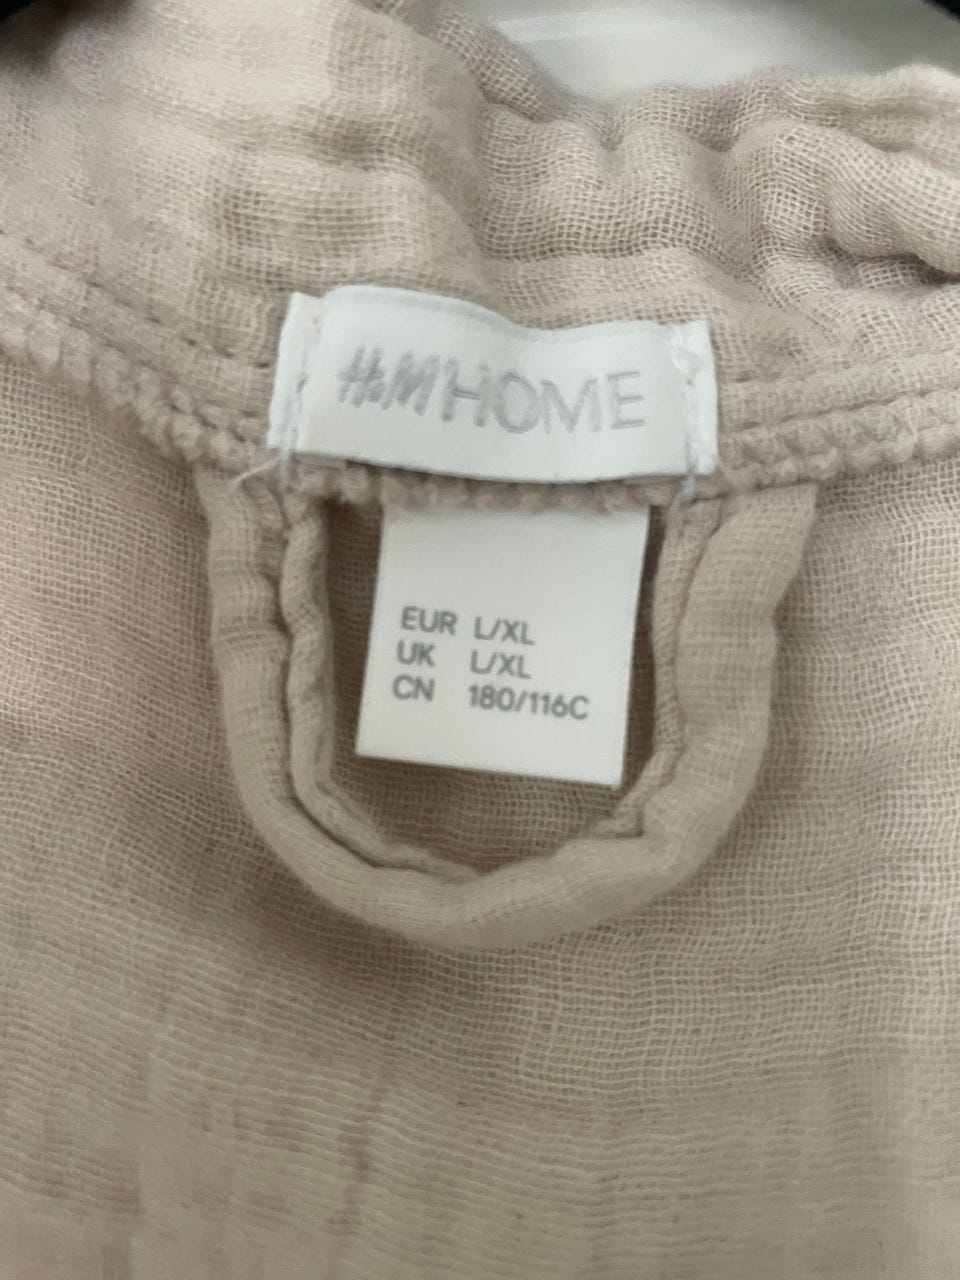 H&M HOME
EUR L/XL
UK L/XL
CN 180/116C